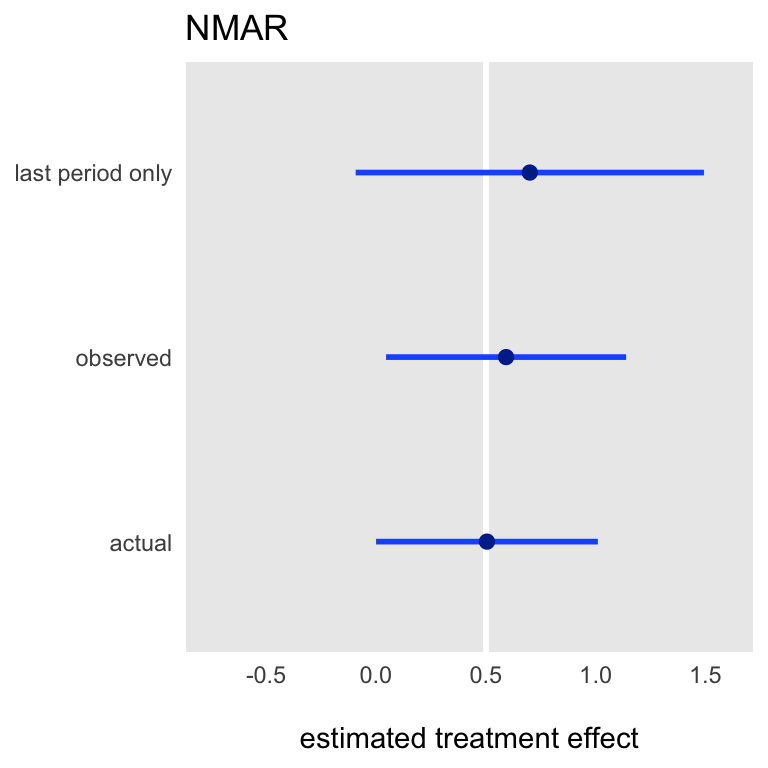 NMAR
last period only
observed
actual
-0.5 0.0 0.5 1.0 1.5
estimated treatment effect